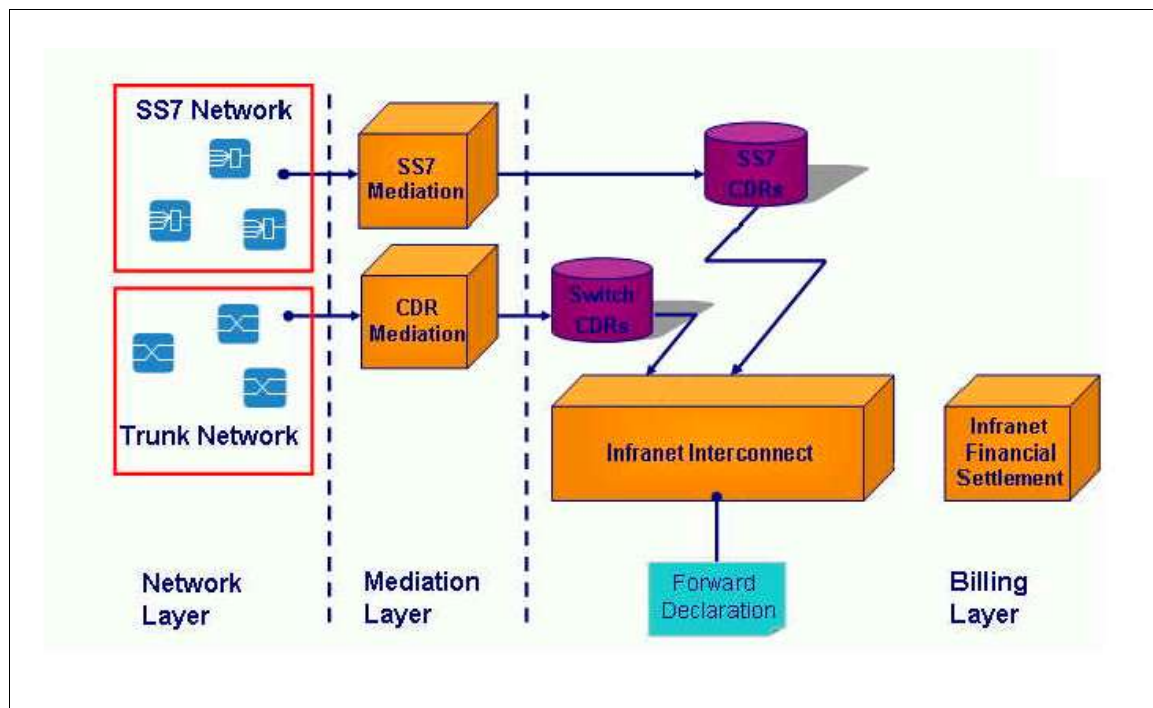 SS7 Network
SS7
Mediation
SS7
CDRs
CDR
Mediation
Switch
CDRs
Trunk Network
Infranet Interconnect
Infranet
Financial
Settlement
Network
Layer
Mediation
Layer
Forward
Declaration
Billing
Layer